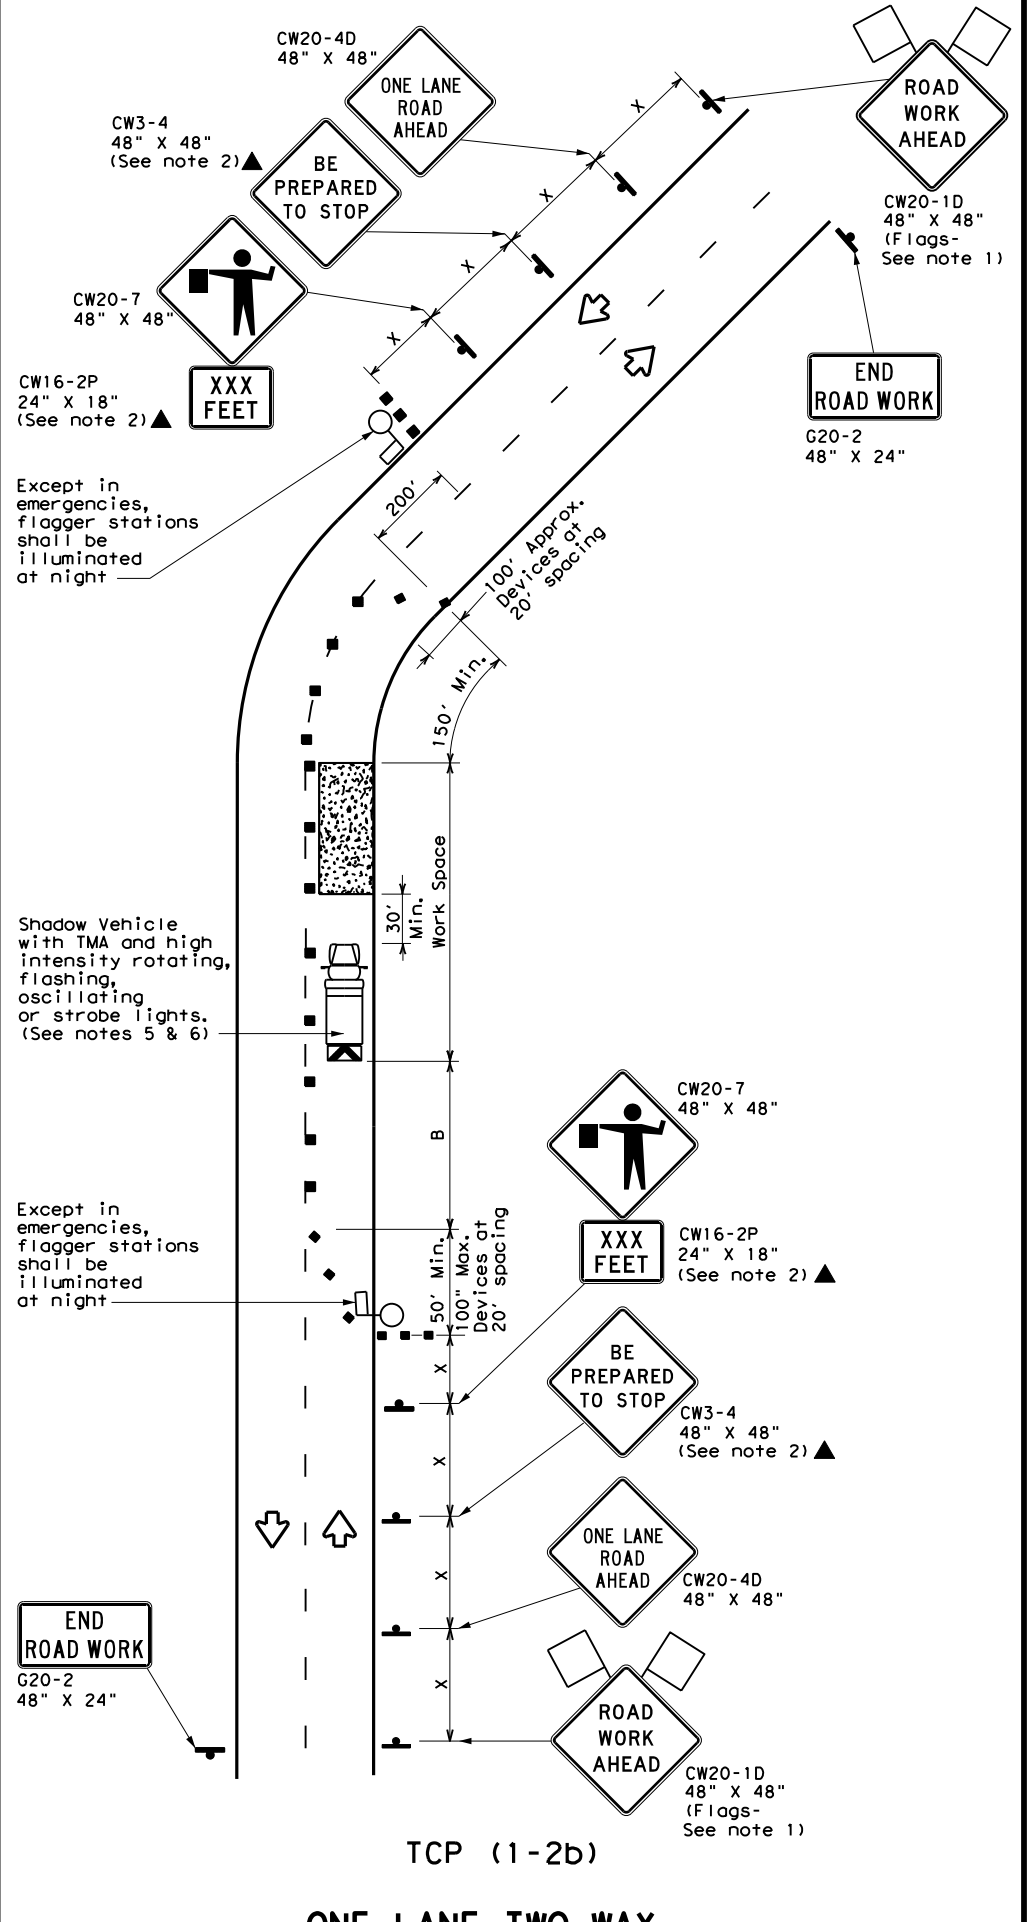 CW20-4D
48" X 48"
ONE LANE
ROAD
AHEAD
ROAD
WORK
AHEAD
CW20-1D
48" X 48"
(Flags-
See note 1)
CW3-4
48" X 48"
(See note 2)
BE
PREPARED
TO STOP
CW20-7
48" X 48"
CW16-2P
24" X 18"
(See note 2)
XXX
FEET
X
X
X
X
END
ROAD WORK
G20-2
48" X 24"
Except in
emergencies,
flagger stations
shall be
illuminated
at night
200'
100' Approx.
Devices at
20' spacing
150' Min.
Work Space
30'
Min.
Shadow Vehicle
with TMA and high
intensity rotating,
flashing,
oscillating
or strobe lights.
(See notes 5 & 6)
B
CW20-7
48" X 48"
XXX
FEET
CW16-2P
24" X 18"
(See note 2)
Except in
emergencies,
flagger stations
shall be
illuminated
at night
50' Min.
100" Max.
Devices at
20' spacing
X
X
X
X
BE
PREPARED
TO STOP
CW3-4
48" X 48"
(See note 2)
ONE LANE
ROAD
AHEAD
CW20-4D
48" X 48"
END
ROAD WORK
G20-2
48" X 24"
ROAD
WORK
AHEAD
CW20-1D
48" X 48"
(Flags-
See note 1)
TCP (1-2b)
ONE LANE TWO WAY